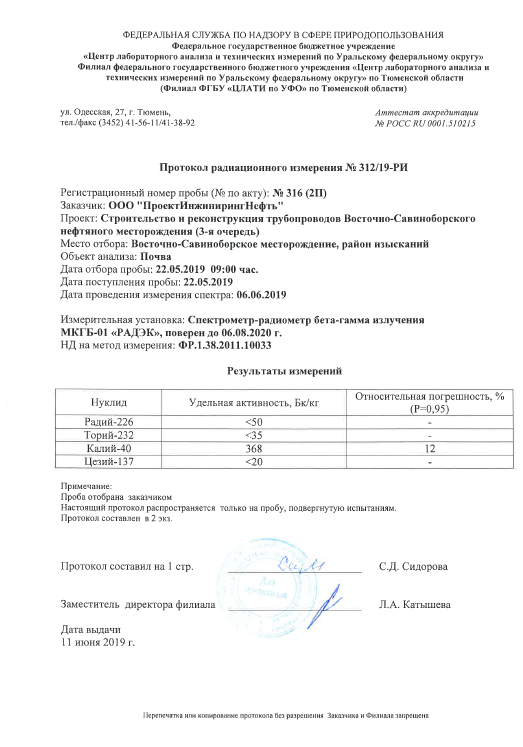 ФЕДЕРАЛЬНАЯ СЛУЖБА ПО НАДЗОРУ В СФЕРЕ ПРИРОДОПОЛЬЗОВАНИЯ
Федеральное государственное бюджетное учреждение
«Центр лабораторного анализа и технических измерений по Уральскому федеральному округу»
Филиал федерального государственного бюджетного учреждения «Центр лабораторного анализа и
технических измерений по Уральскому федеральному округу» по Тюменской области
(Филиал ФГБУ «ЦЛАТИ по УФО» по Тюменской области)
ул. Одесская, 27, г. Тюмень,
тел./факс (3452) 41-56-11/41-38-92
Аттестат аккредитации
№ РОСС RU 0001.510215
Протокол радиационного измерения № 312/19-РИ
Регистрационный номер пробы (№ по акту): № 316 (2П)
Заказчик: ООО "ПроектИнжинирингНефть"
Проект: Строительство и реконструкция трубопроводов Восточно-Савиноборского
нефтяного месторождения (3-я очередь)
Место отбора: Восточно-Савиноборское месторождение, район изысканий
Объект анализа: Почва
Дата отбора пробы: 22.05.2019 09:00 час.
Дата поступления пробы: 22.05.2019
Дата проведения измерения спектра: 06.06.2019
Измерительная установка: Спектрометр-радиометр бета-гамма излучения
МКГБ-01 «РАДЭК», поверен до 06.08.2020 г.
НД на метод измерения: ФР.1.38.2011.10033
Результаты измерений
Нуклид Удельная активность, Бк/кг Относительная погрешность, % (Р=0,95)
Радий-226 <50 -
Торий-232 <35 -
Калий-40 368 12
Цезий-137 <20 -
Примечание:
Проба отобрана заказчиком
Настоящий протокол распространяется только на пробу, подвергнутую испытаниям.
Протокол составлен в 2 экз.
Протокол составил на 1 стр. С.Д. Сидорова
Для
Заместитель директора филиала Л.А. Катышева
Дата выдачи
11 июня 2019 г.
Перепечатка или копирование протокола без разрешения Заказчика и Филиала запрещена